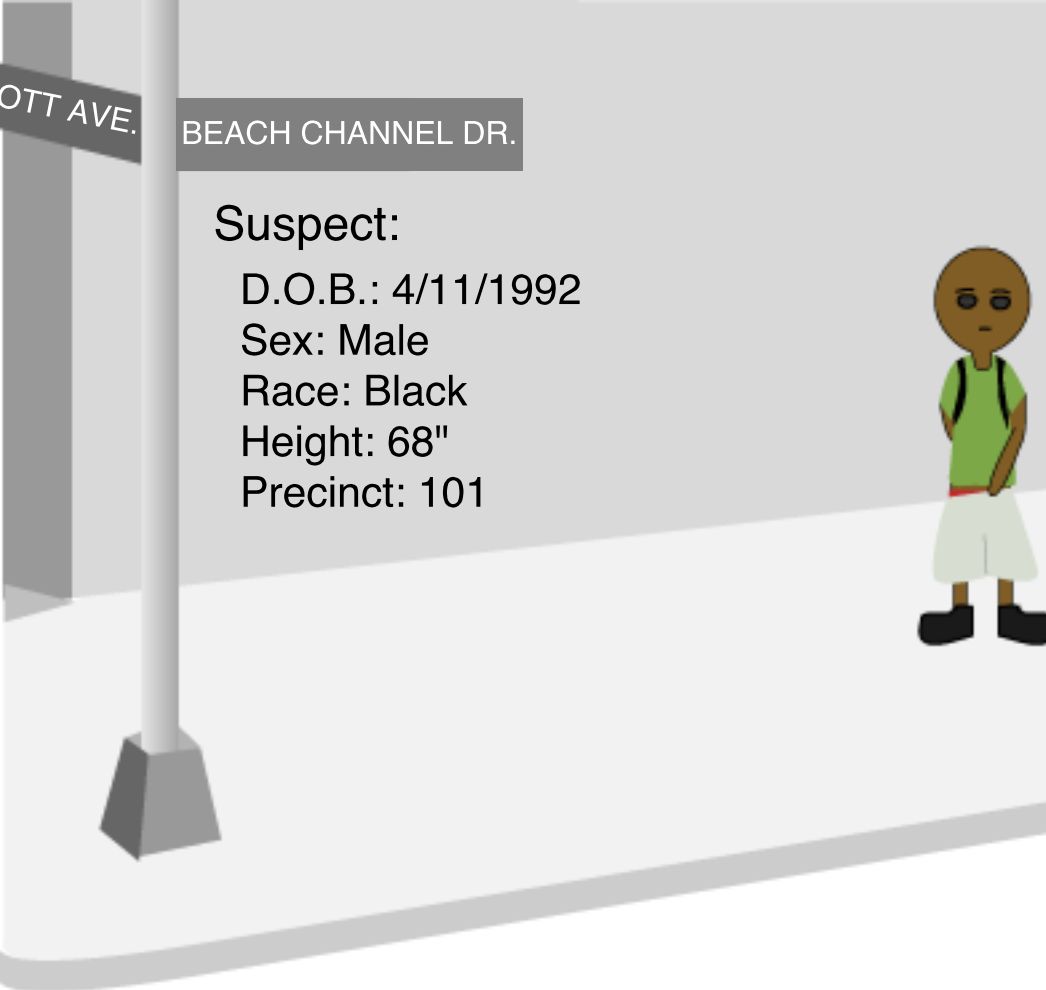 OTT AVE.
BEACH CHANNEL DR.
Suspect:
D.O.B.: 4/11/1992
Sex: Male
Race: Black
Height: 68"
Precinct: 101